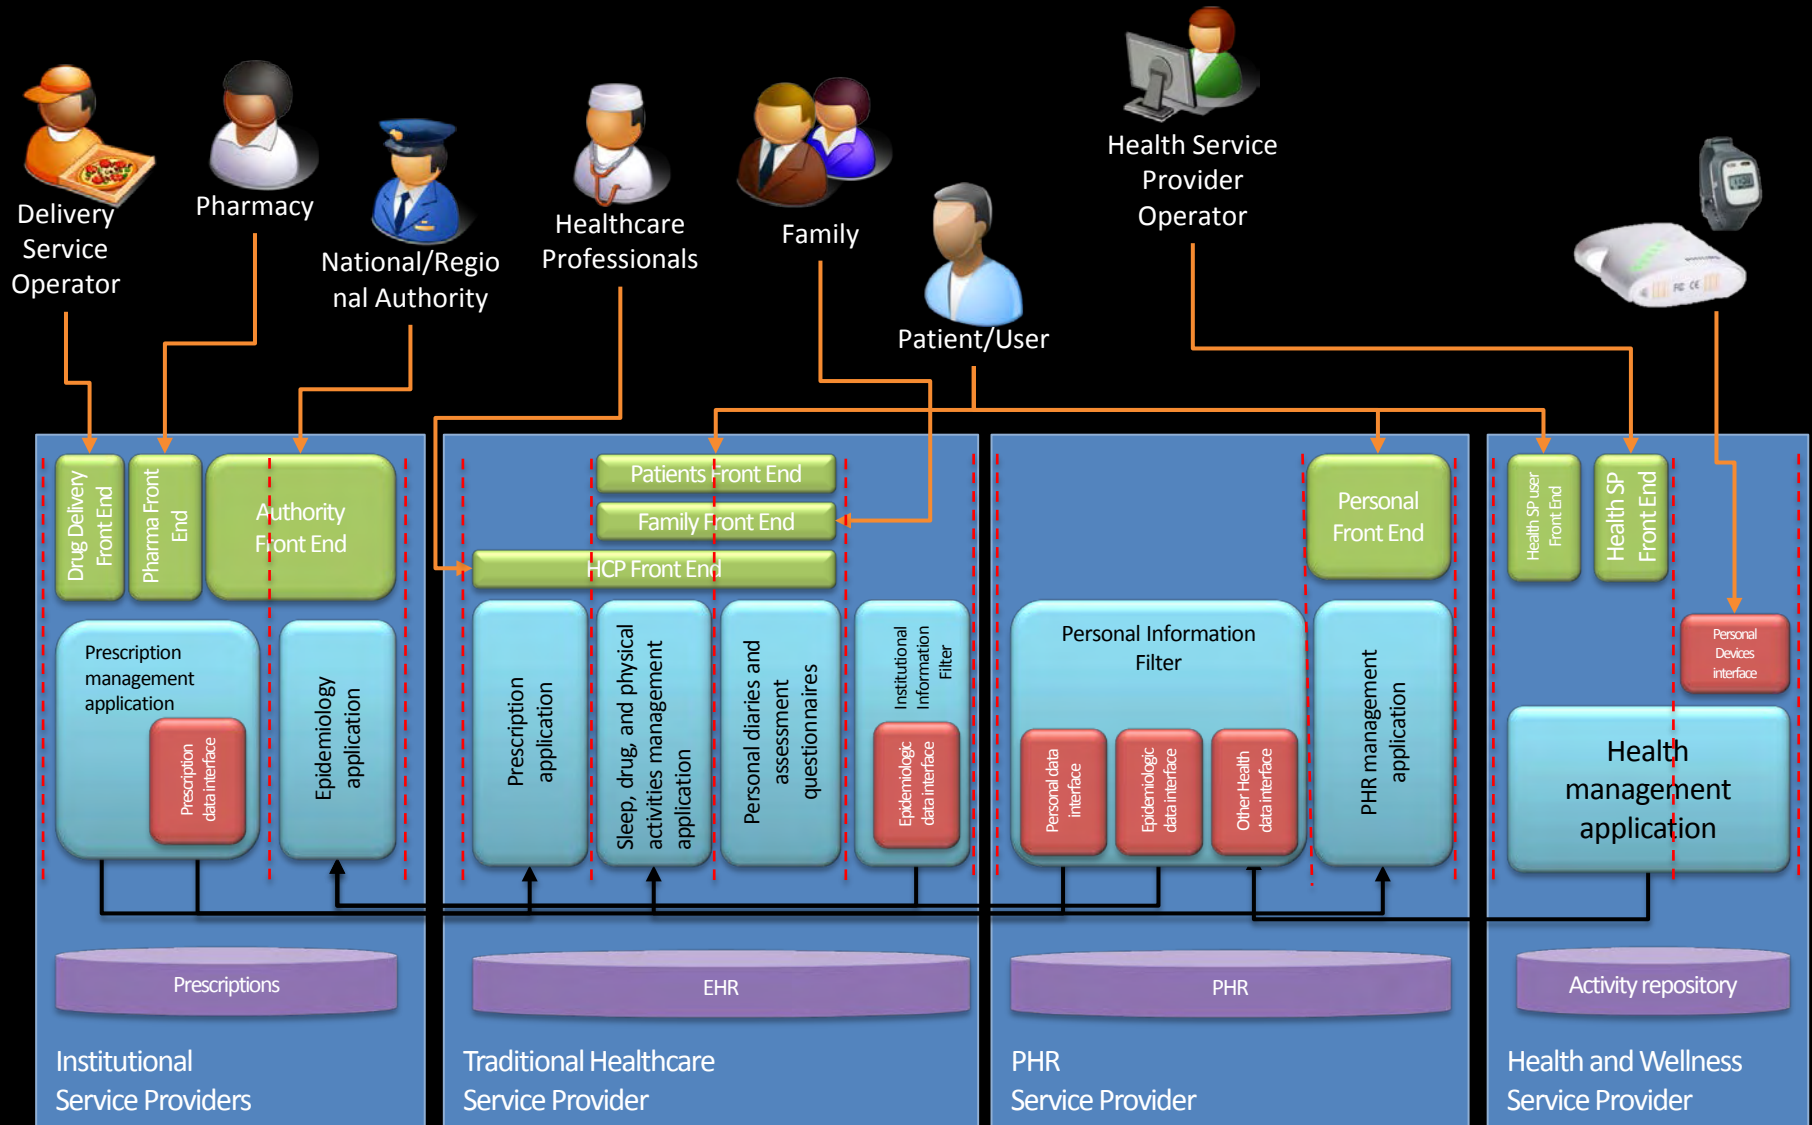 Delivery
Service
Operator
Pharmacy
National/Regio
nal Authority
Healthcare
Professionals
Family
Patient/User
Health Service
Provider
Operator
PHILIPS
FC CE
Drug Delivery
Front End
Pharma Front
End
Authority
Front End
Patients Front End
Family Front End
HCP Front End
Personal
Front End
Health SP user
Front End
Health SP
Front End
Prescription
management
application
Prescription
data interface
Epidemiology
application
Prescription
application
Sleep, drug, and physical
activities management
application
Personal diaries and
assessment
questionnaires
Institutional
Information
Filter
Epidemiologic
data interface
Personal Information
Filter
Personal data
interface
Epidemiologic
data interface
Other Health
data interface
PHR management
application
Personal
Devices
interface
Health
management
application
Prescriptions
EHR
PHR
Activity repository
Institutional
Service Providers
Traditional Healthcare
Service Provider
PHR
Service Provider
Health and Wellness
Service Provider